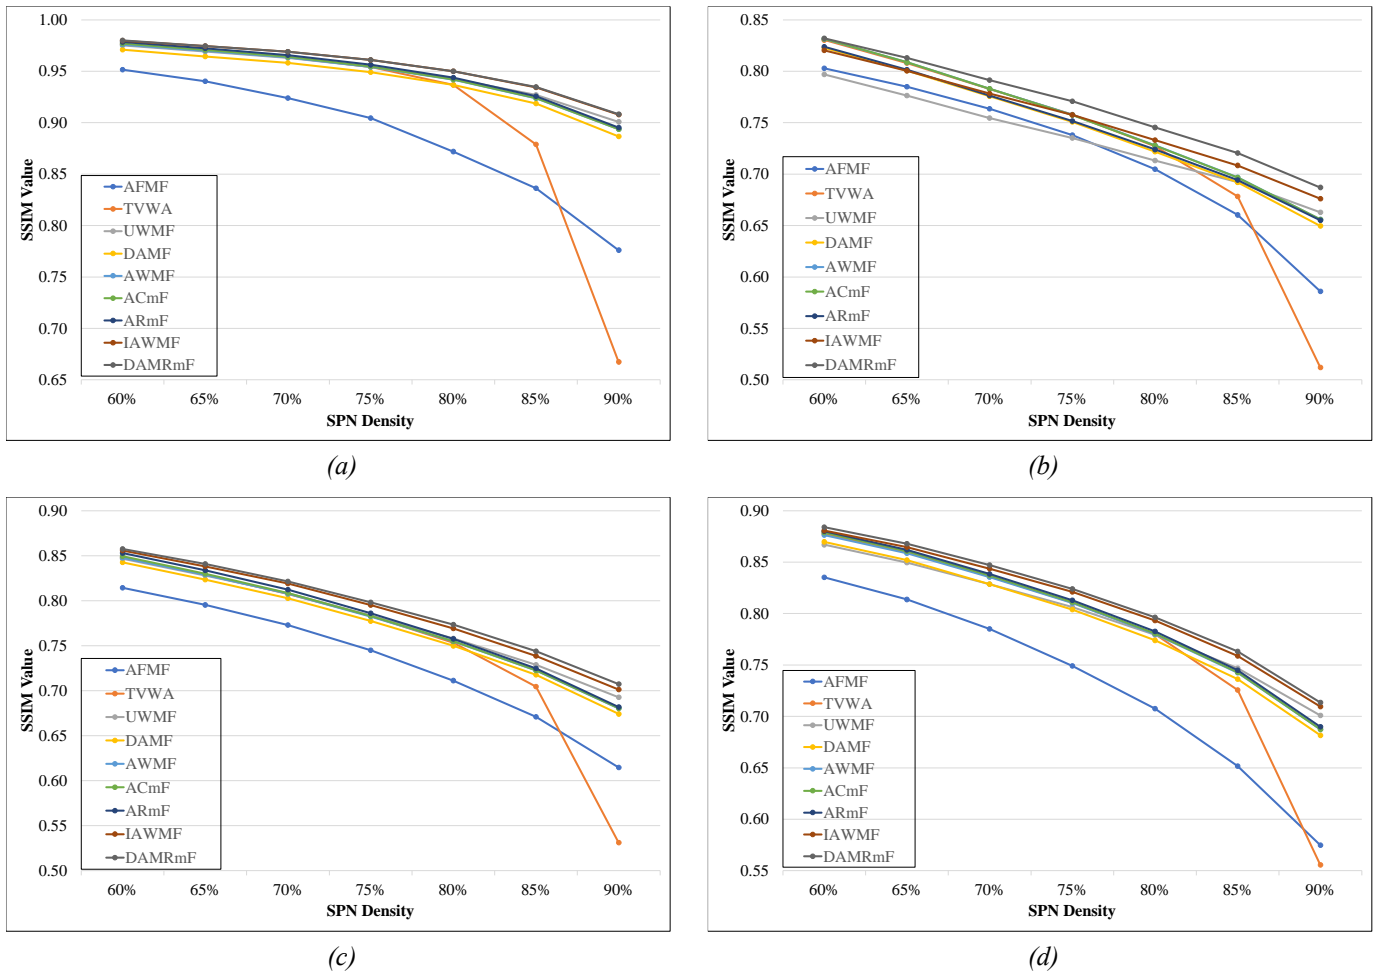 1.00
0.95
0.90
0.85
0.80
0.75
0.70
0.65
SSIM Value
AFMF
TVWA
UWMF
DAMF
AWMF
ACmF
ARmF
IAWMF
DAMRmF
60% 65% 70% 75% 80% 85% 90%
SPN Density
(a)
0.85
0.80
0.75
0.70
0.65
0.60
0.55
0.50
SSIM Value
AFMF
TVWA
UWMF
DAMF
AWMF
ACmF
ARmF
IAWMF
DAMRmF
60% 65% 70% 75% 80% 85% 90%
SPN Density
(b)
0.90
0.85
0.80
0.75
0.70
0.65
0.60
0.55
0.50
SSIM Value
AFMF
TVWA
UWMF
DAMF
AWMF
ACmF
ARmF
IAWMF
DAMRmF
60% 65% 70% 75% 80% 85% 90%
SPN Density
(c)
0.90
0.85
0.80
0.75
0.70
0.65
0.60
0.55
SSIM Value
AFMF
TVWA
UWMF
DAMF
AWMF
ACmF
ARmF
IAWMF
DAMRmF
60% 65% 70% 75% 80% 85% 90%
SPN Density
(d)